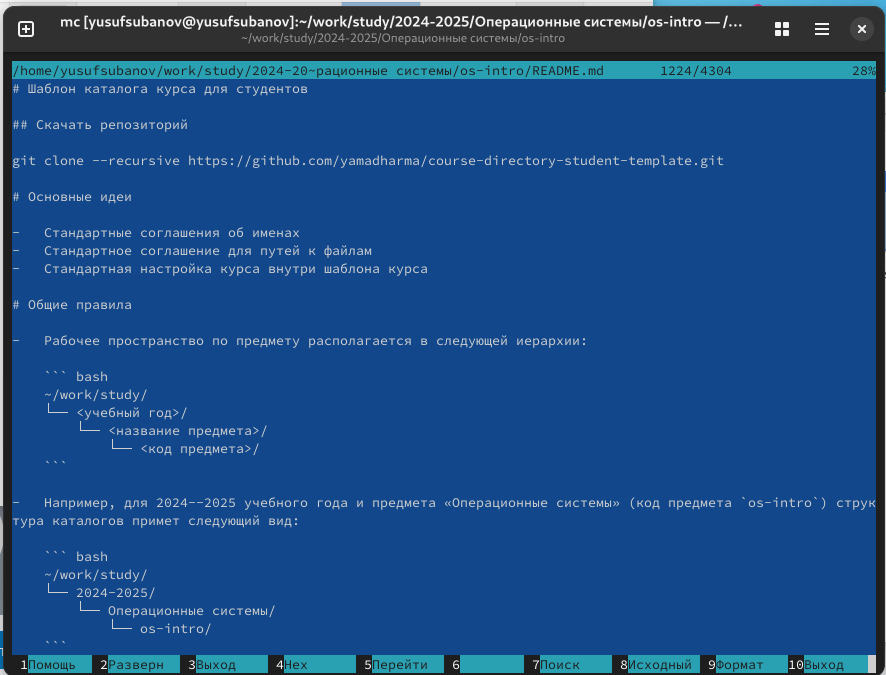 mc [yusufsubanov@yusufsubanov]:~/work/study/2024-2025/Операционные системы/os-intro — /...
~/work/study/2024-2025/Операционные системы/os-intro
/home/yusufsubanov/work/study/2024-20~рационные системы/os-intro/README.md 1224/4304 28%
# Шаблон каталога курса для студентов
## Скачать репозиторий
git clone --recursive https://github.com/yamadharma/course-directory-student-template.git
# Основные идеи
- Стандартные соглашения об именах
- Стандартное соглашение для путей к файлам
- Стандартная настройка курса внутри шаблона курса
# Общие правила
- Рабочее пространство по предмету располагается в следующей иерархии:
``` bash
~/work/study/
└── <учебный год>/
└── <название предмета>/
└── <код предмета>/
```
- Например, для 2024--2025 учебного года и предмета «Операционные системы» (код предмета `os-intro`) струк
тура каталогов примет следующий вид:
``` bash
~/work/study/
└── 2024-2025/
└── Операционные системы/
└── os-intro/
```
1Помощь 2Разверн 3Выход 4Hex 5Перейти 6 7Поиск 8Исходный 9Формат 10Выход